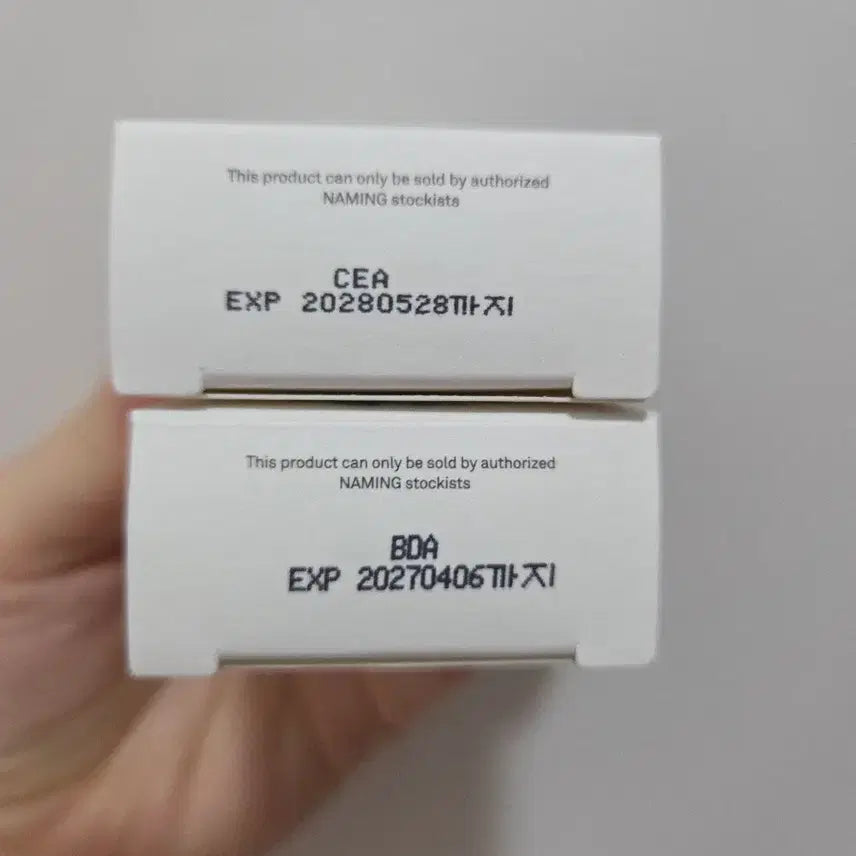 This product can only be sold by authorized
NAMING stockists
CEA
EXP 20280528까지
This product can only be sold by authorized
NAMING stockists
BDA
EXP 20270406까지